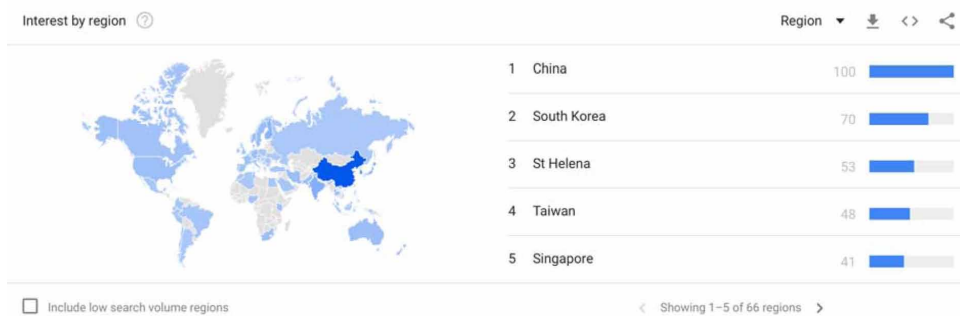 Interest by region
Region
1 China 100
2 South Korea 70
3 St Helena 53
4 Taiwan 48
5 Singapore 41
Include low search volume regions
Showing 1–5 of 66 regions